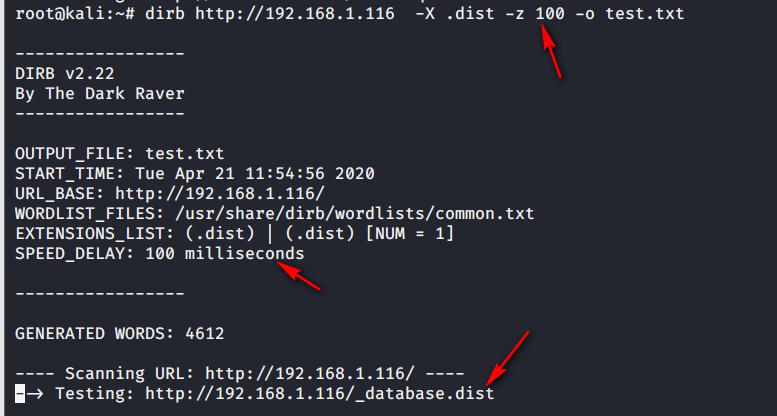 root@kali:~# dirb http://192.168.1.116  -X .dist -z 100 -o test.txt
-----------------
DIRB v2.22
By The Dark Raver
-----------------
OUTPUT_FILE: test.txt
START_TIME: Tue Apr 21 11:54:56 2020
URL_BASE: http://192.168.1.116/
WORDLIST_FILES: /usr/share/dirb/wordlists/common.txt
EXTENSIONS_LIST: (.dist) | (.dist) [NUM = 1]
SPEED_DELAY: 100 milliseconds
-----------------
GENERATED WORDS: 4612
---- Scanning URL: http://192.168.1.116/ ----
--> Testing: http://192.168.1.116/_database.dist